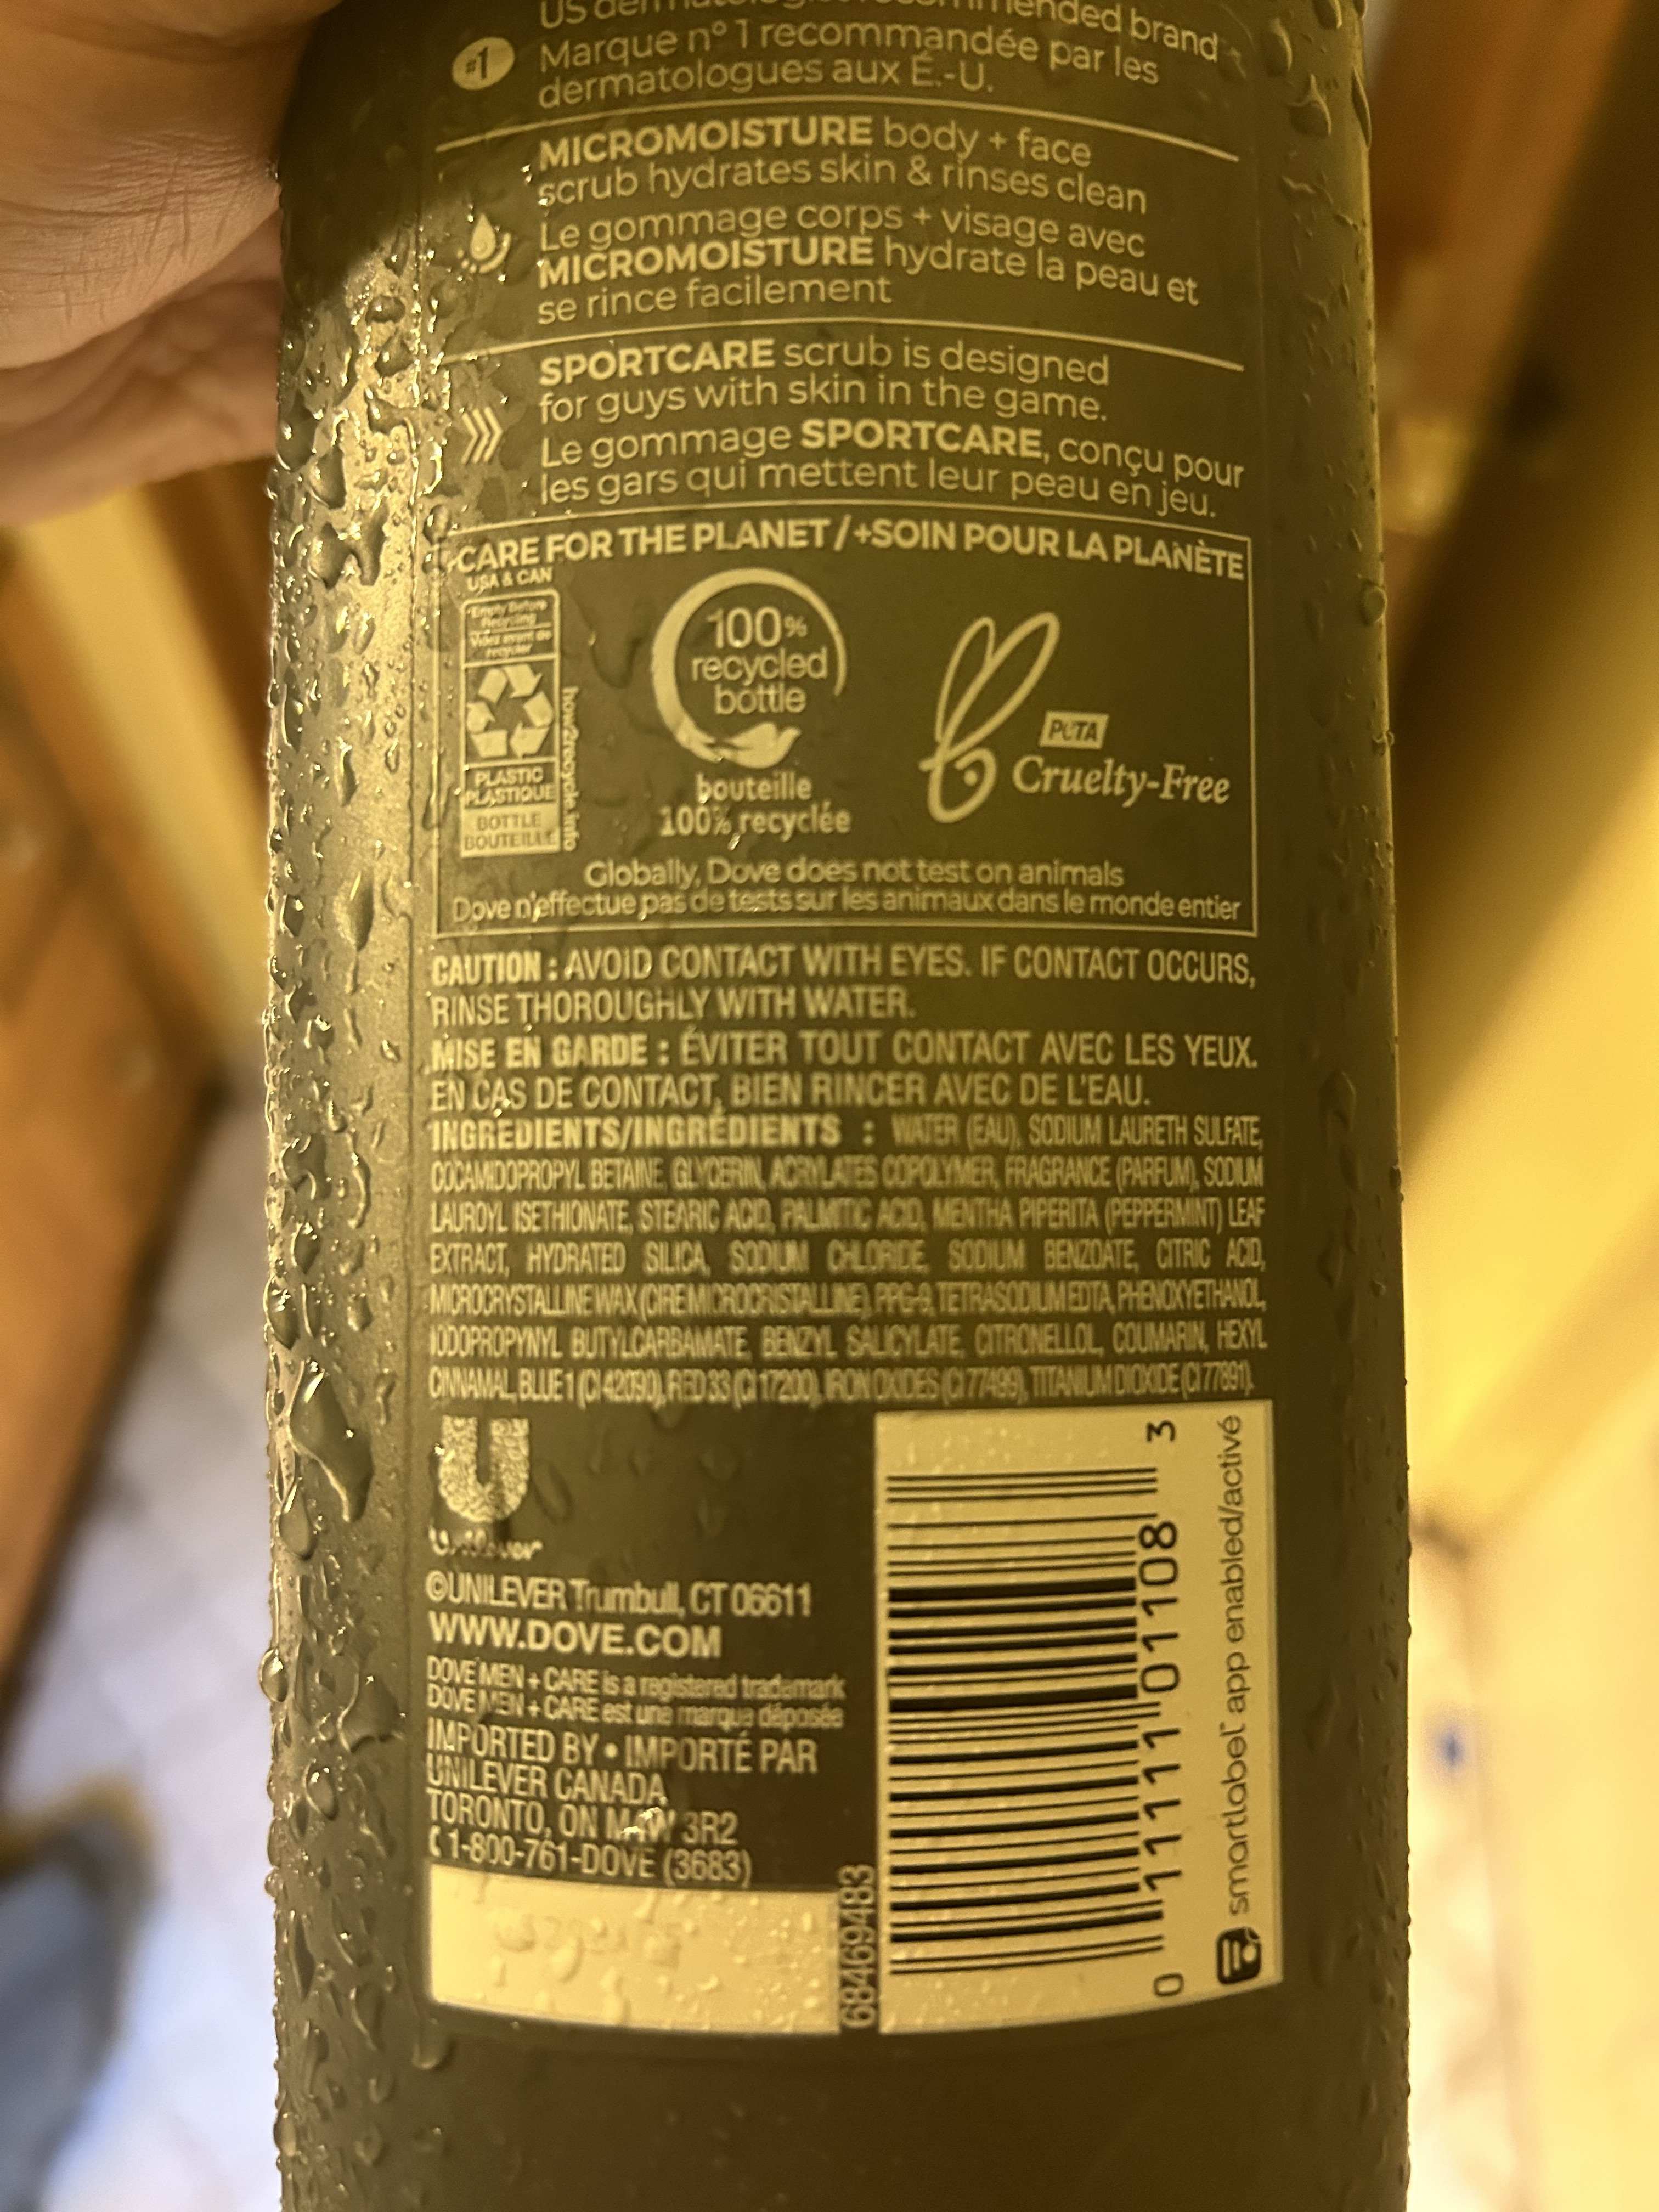 US dermatologist recommended brand
#1
Marque nº 1 recommandée par les
dermatologues aux É.-U.
MICROMOISTURE body + face
scrub hydrates skin & rinses clean
Le gommage corps + visage avec
MICROMOISTURE hydrate la peau et
se rince facilement
SPORTCARE scrub is designed
for guys with skin in the game.
Le gommage SPORTCARE, conçu pour
les gars qui mettent leur peau en jeu.
+CARE FOR THE PLANET / +SOIN POUR LA PLANÈTE
USA & CAN
Empty Before
Recycling
Videz avant de
recycler
how2recycle.info
PLASTIC
PLASTIQUE
BOTTLE
BOUTEILLE
100%
recycled
bottle
bouteille
100% recyclée
PETA
Cruelty-Free
Globally, Dove does not test on animals
Dove n'effectue pas de tests sur les animaux dans le monde entier
CAUTION : AVOID CONTACT WITH EYES. IF CONTACT OCCURS,
RINSE THOROUGHLY WITH WATER.
MISE EN GARDE : ÉVITER TOUT CONTACT AVEC LES YEUX.
EN CAS DE CONTACT, BIEN RINCER AVEC DE L'EAU.
INGREDIENTS/INGRÉDIENTS : WATER (EAU), SODIUM LAURETH SULFATE,
COCAMIDOPROPYL BETAINE, GLYCERIN, ACRYLATES COPOLYMER, FRAGRANCE (PARFUM), SODIUM
LAUROYL ISETHIONATE, STEARIC ACID, PALMITIC ACID, MENTHA PIPERITA (PEPPERMINT) LEAF
EXTRACT, HYDRATED SILICA, SODIUM CHLORIDE, SODIUM BENZOATE, CITRIC ACID,
MICROCRYSTALLINE WAX (CIRE MICROCRISTALLINE), PPG-9, TETRASODIUM EDTA, PHENOXYETHANOL,
IODOPROPYNYL BUTYLCARBAMATE, BENZYL SALICYLATE, CITRONELLOL, COUMARIN, HEXYL
CINNAMAL, BLUE 1 (CI 42090), RED 33 (CI 17200), IRON OXIDES (CI 77499), TITANIUM DIOXIDE (CI 77891).
Unilever
©UNILEVER Trumbull, CT 06611
WWW.DOVE.COM
DOVE MEN + CARE is a registered trademark
DOVE MEN + CARE est une marque déposée
IMPORTED BY • IMPORTÉ PAR
UNILEVER CANADA
TORONTO, ON M4W 3R2
1-800-761-DOVE (3683)
68469483
0 11111 01108 3
smartlabel app enabled/activé